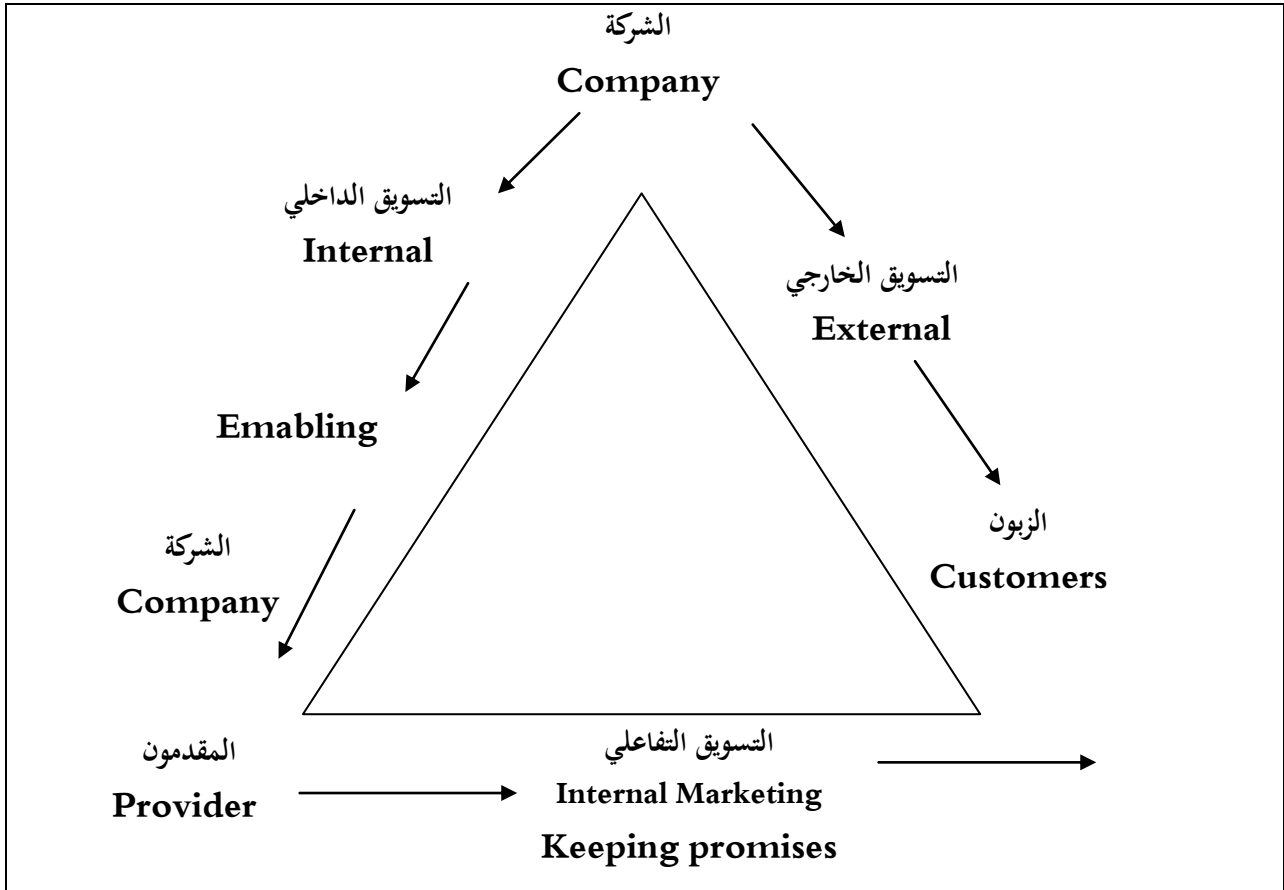 الشركة
Company
التسويق الداخلي
Internal
التسويق الخارجي
External
Emabling
الزبون
Customers
الشركة
Company
المقدمون
Provider
التسويق التفاعلي
Internal Marketing
Keeping promises